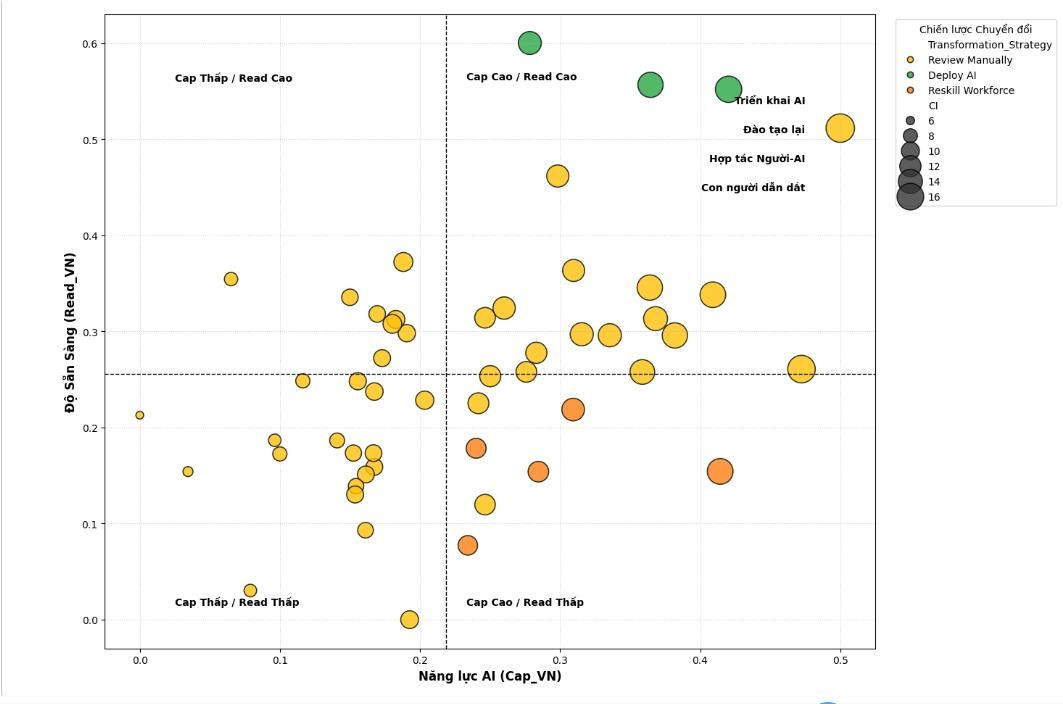 Chiến lược Chuyển đổi
Transformation_Strategy
Review Manually
Deploy AI
Reskill Workforce
CI
6
8
10
12
14
16
Cap Thấp / Read Cao
Cap Cao / Read Cao
Triển khai AI
Đào tạo lại
Hợp tác Người-AI
Con người dẫn dắt
Cap Thấp / Read Thấp
Cap Cao / Read Thấp
Độ Sẵn Sàng (Read_VN)
0.6
0.5
0.4
0.3
0.2
0.1
0.0
0.0 0.1 0.2 0.3 0.4 0.5
Năng lực AI (Cap_VN)